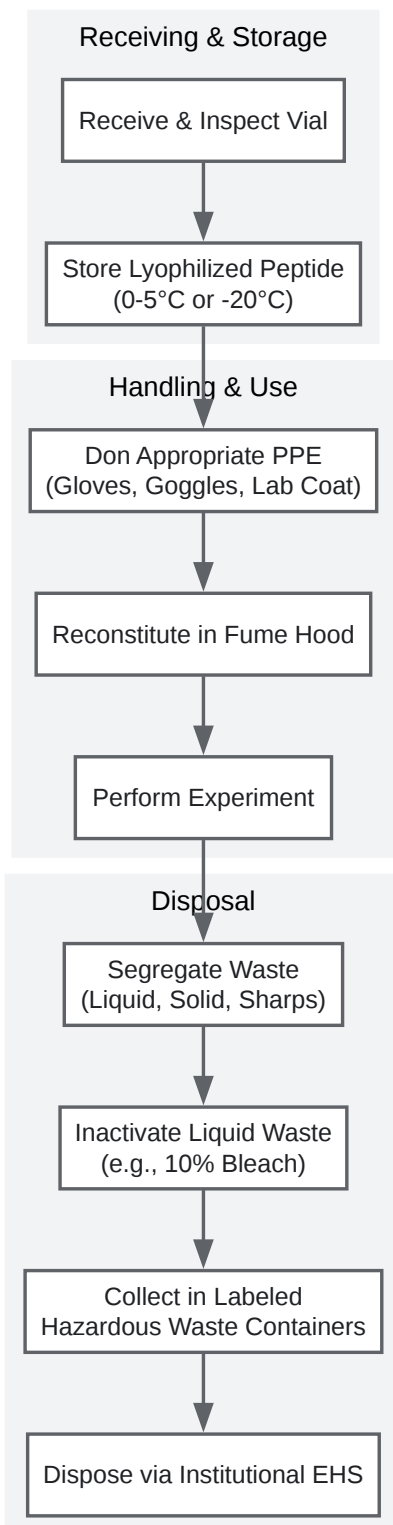 Receiving & Storage
Receive & Inspect Vial
Store Lyophilized Peptide
(0-5°C or -20°C)
Handling & Use
Don Appropriate PPE
(Gloves, Goggles, Lab Coat)
Reconstitute in Fume Hood
Perform Experiment
Disposal
Segregate Waste
(Liquid, Solid, Sharps)
Inactivate Liquid Waste
(e.g., 10% Bleach)
Collect in Labeled
Hazardous Waste Containers
Dispose via Institutional EHS